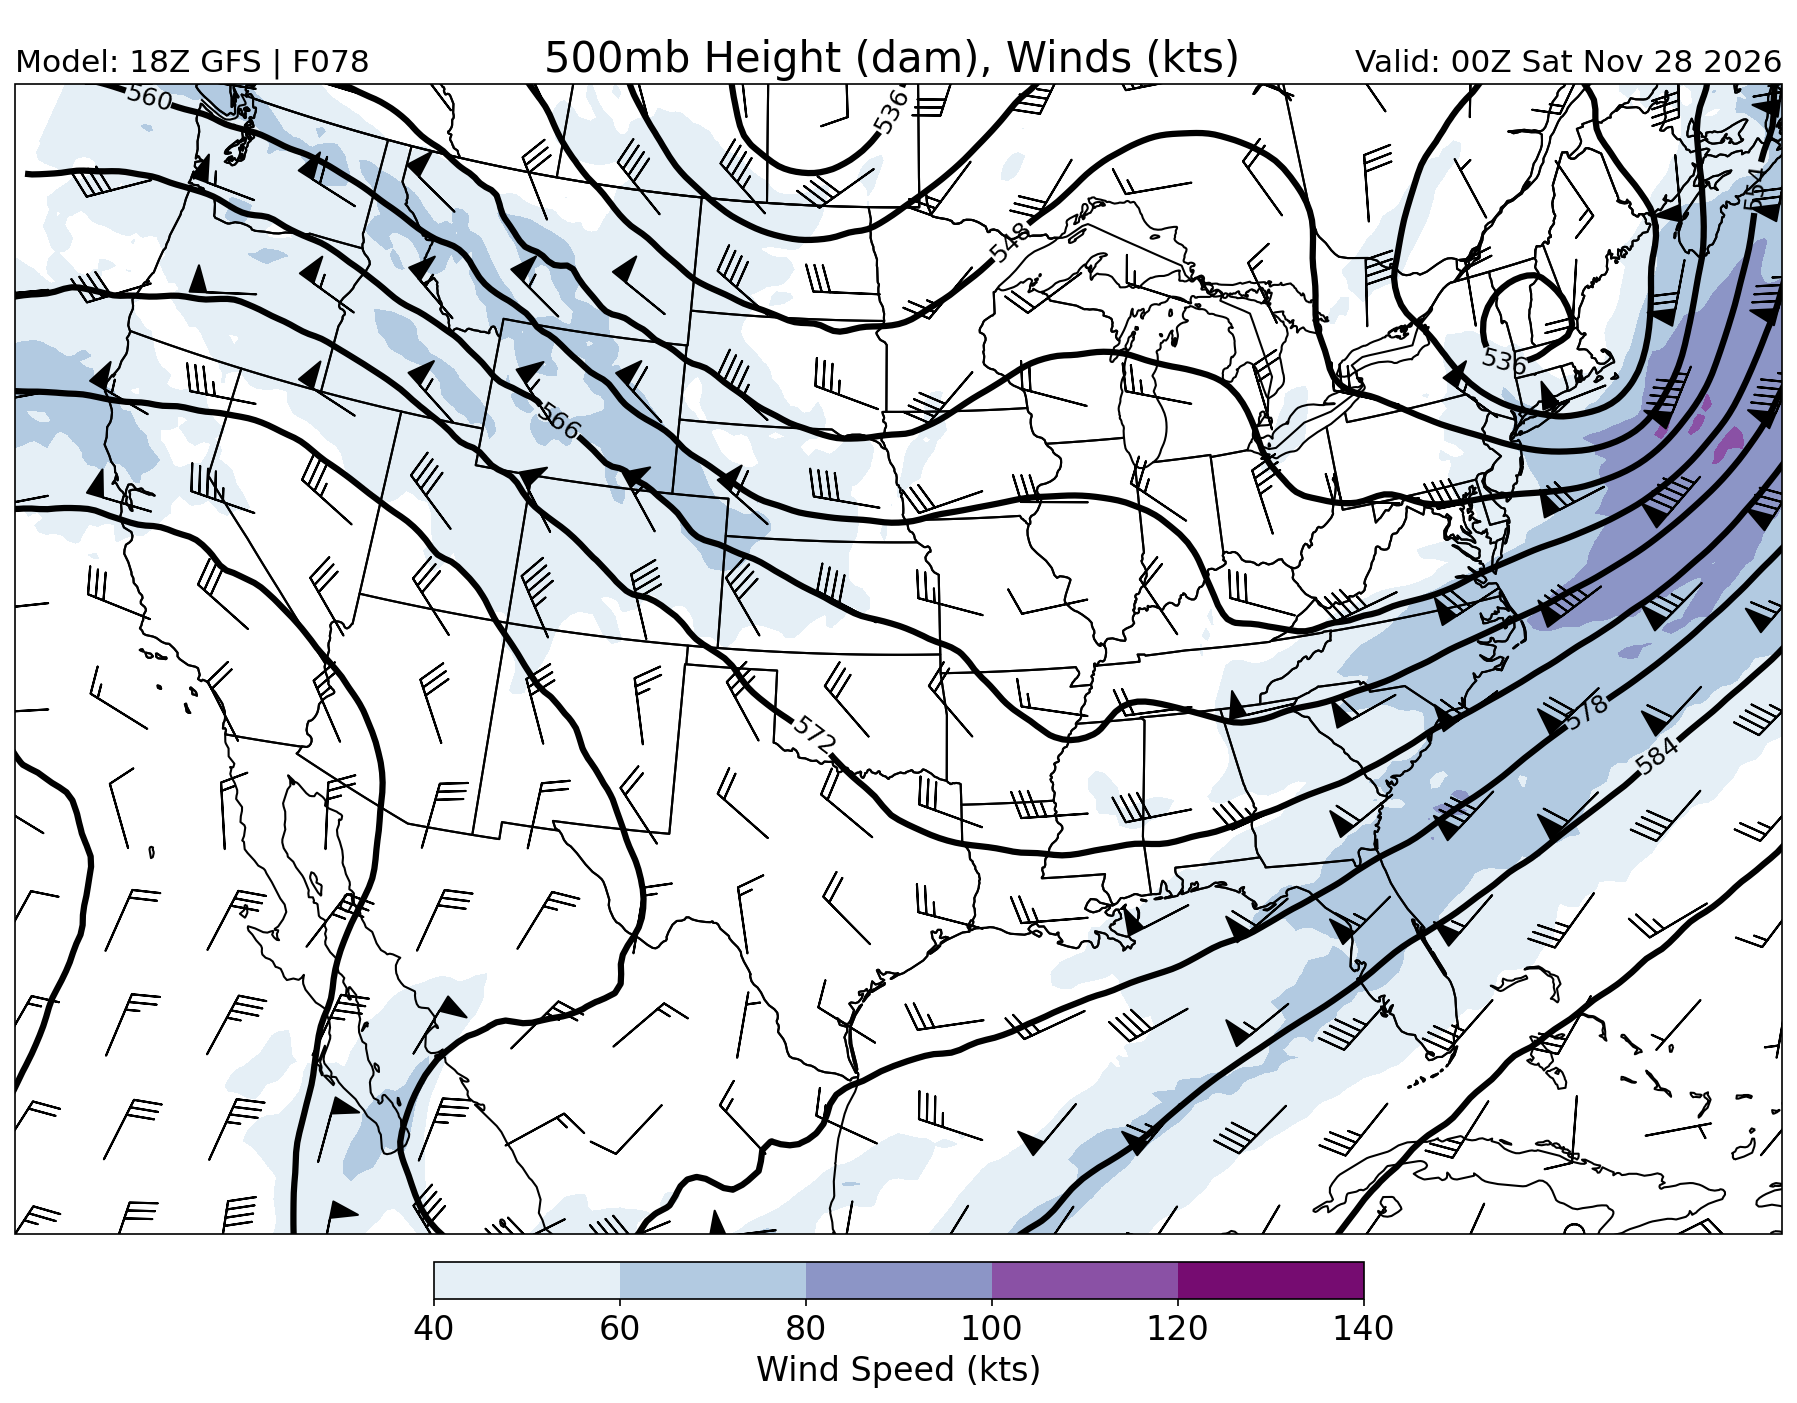 Model: 18Z GFS | F078
500mb Height (dam), Winds (kts)
Valid: 00Z Sat Nov 28 2026
560
536
554
548
536
566
578
572
584
40 60 80 100 120 140
Wind Speed (kts)